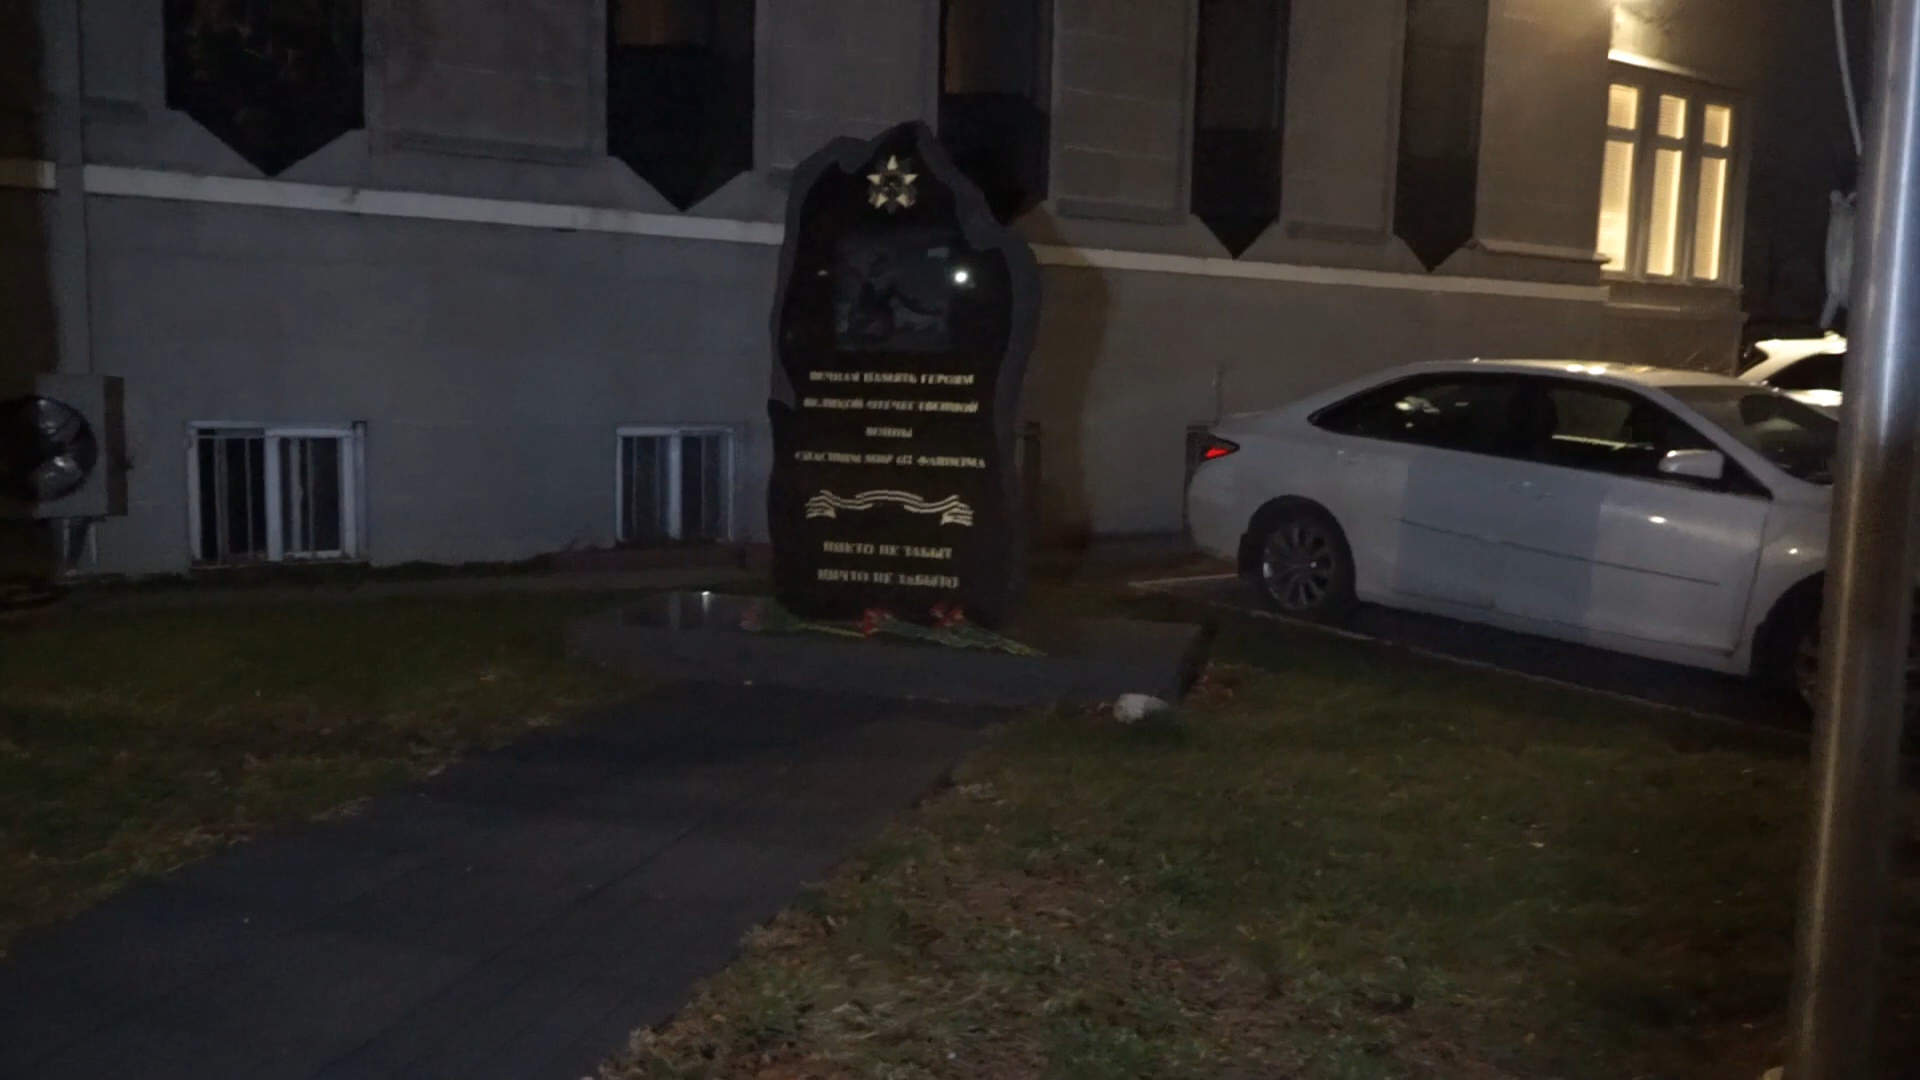 ВЕЧНАЯ ПАМЯТЬ ГЕРОЯМ
ВЕЛИКОЙ ОТЕЧЕСТВЕННОЙ
ВОЙНЫ
СПАСШИМ МИР ОТ ФАШИЗМА
НИКТО НЕ ЗАБЫТ
НИЧТО НЕ ЗАБЫТО